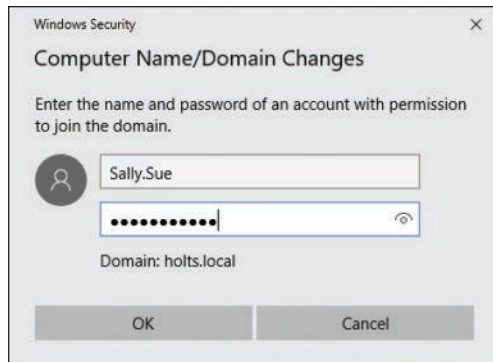 Windows Security
Computer Name/Domain Changes
Enter the name and password of an account with permission
to join the domain.
Sally.Sue
●●●●●●●●●●●
Domain: holts.local
OK
Cancel